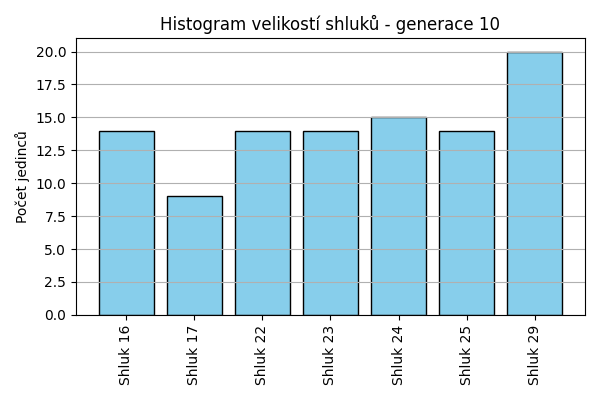 Histogram velikostí shluků - generace 10
20.0
17.5
15.0
12.5
10.0
7.5
5.0
2.5
0.0
Počet jedinců
Shluk 16
Shluk 17
Shluk 22
Shluk 23
Shluk 24
Shluk 25
Shluk 29